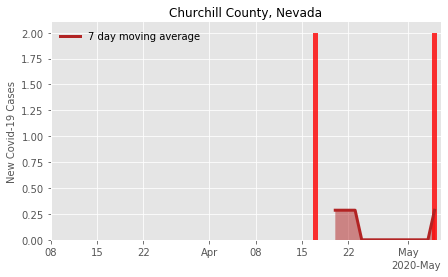 Churchill County, Nevada
7 day moving average
New Covid-19 Cases
2.00
1.75
1.50
1.25
1.00
0.75
0.50
0.25
0.00
08 15 22 Apr 08 15 22 May
2020-May